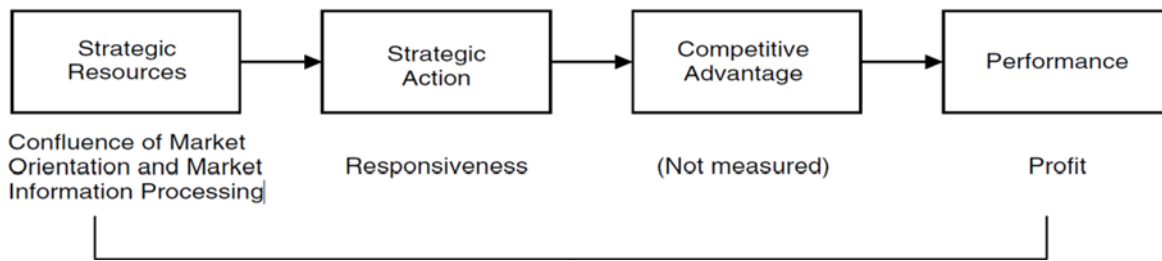 Strategic
Resources
Strategic
Action
Competitive
Advantage
Performance
Confluence of Market
Orientation and Market
Information Processing
Responsiveness
(Not measured)
Profit